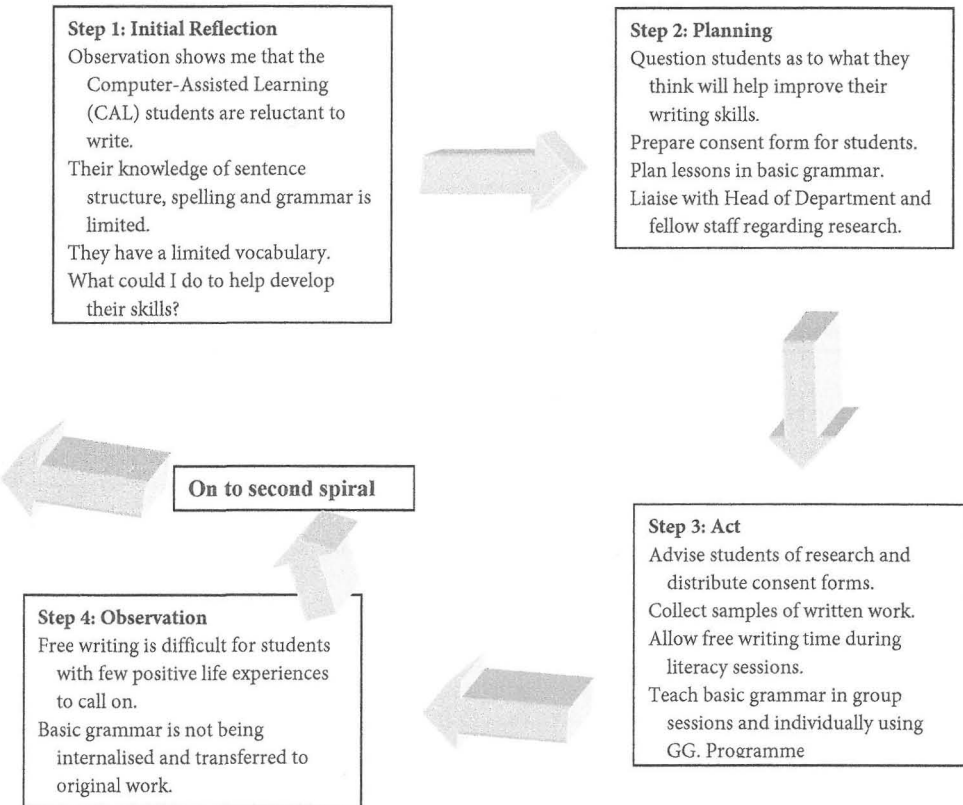 Step 1: Initial Reflection
Observation shows me that the
Computer-Assisted Learning
(CAL) students are reluctant to
write.
Their knowledge of sentence
structure, spelling and grammar is
limited.
They have a limited vocabulary.
What could I do to help develop
their skills?
Step 2: Planning
Question students as to what they
think will help improve their
writing skills.
Prepare consent form for students.
Plan lessons in basic grammar.
Liaise with Head of Department and
fellow staff regarding research.
Step 3: Act
Advise students of research and
distribute consent forms.
Collect samples of written work.
Allow free writing time during
literacy sessions.
Teach basic grammar in group
sessions and individually using
GG. Programme
Step 4: Observation
Free writing is difficult for students
with few positive life experiences
to call on.
Basic grammar is not being
internalised and transferred to
original work.
On to second spiral